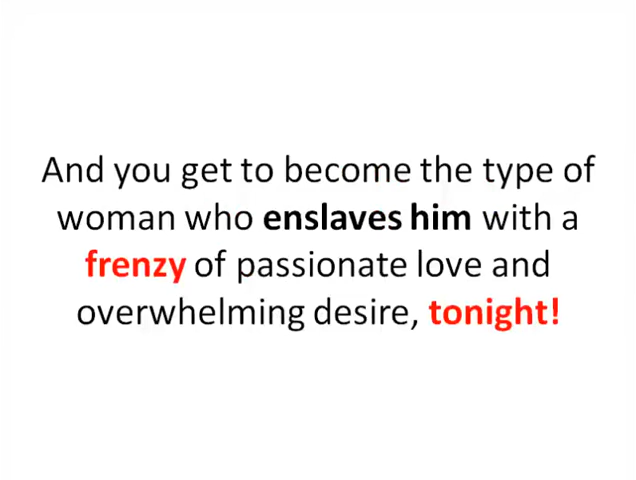 And you get to become the type of
woman who enslaves him with a
frenzy of passionate love and
overwhelming desire, tonight!